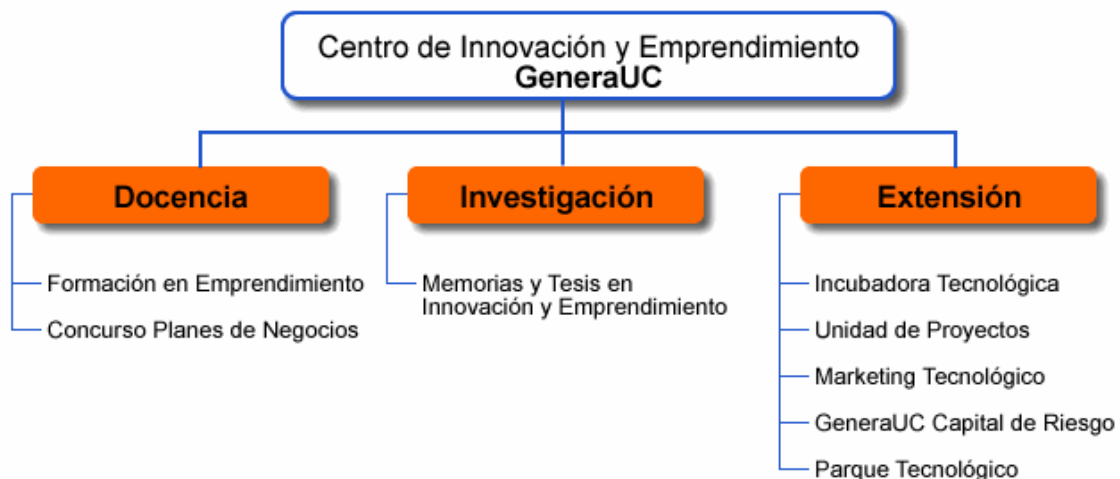 Centro de Innovación y Emprendimiento
GeneraUC
Docencia
Formación en Emprendimiento
Concurso Planes de Negocios
Investigación
Memorias y Tesis en
Innovación y Emprendimiento
Extensión
Incubadora Tecnológica
Unidad de Proyectos
Marketing Tecnológico
GeneraUC Capital de Riesgo
Parque Tecnológico